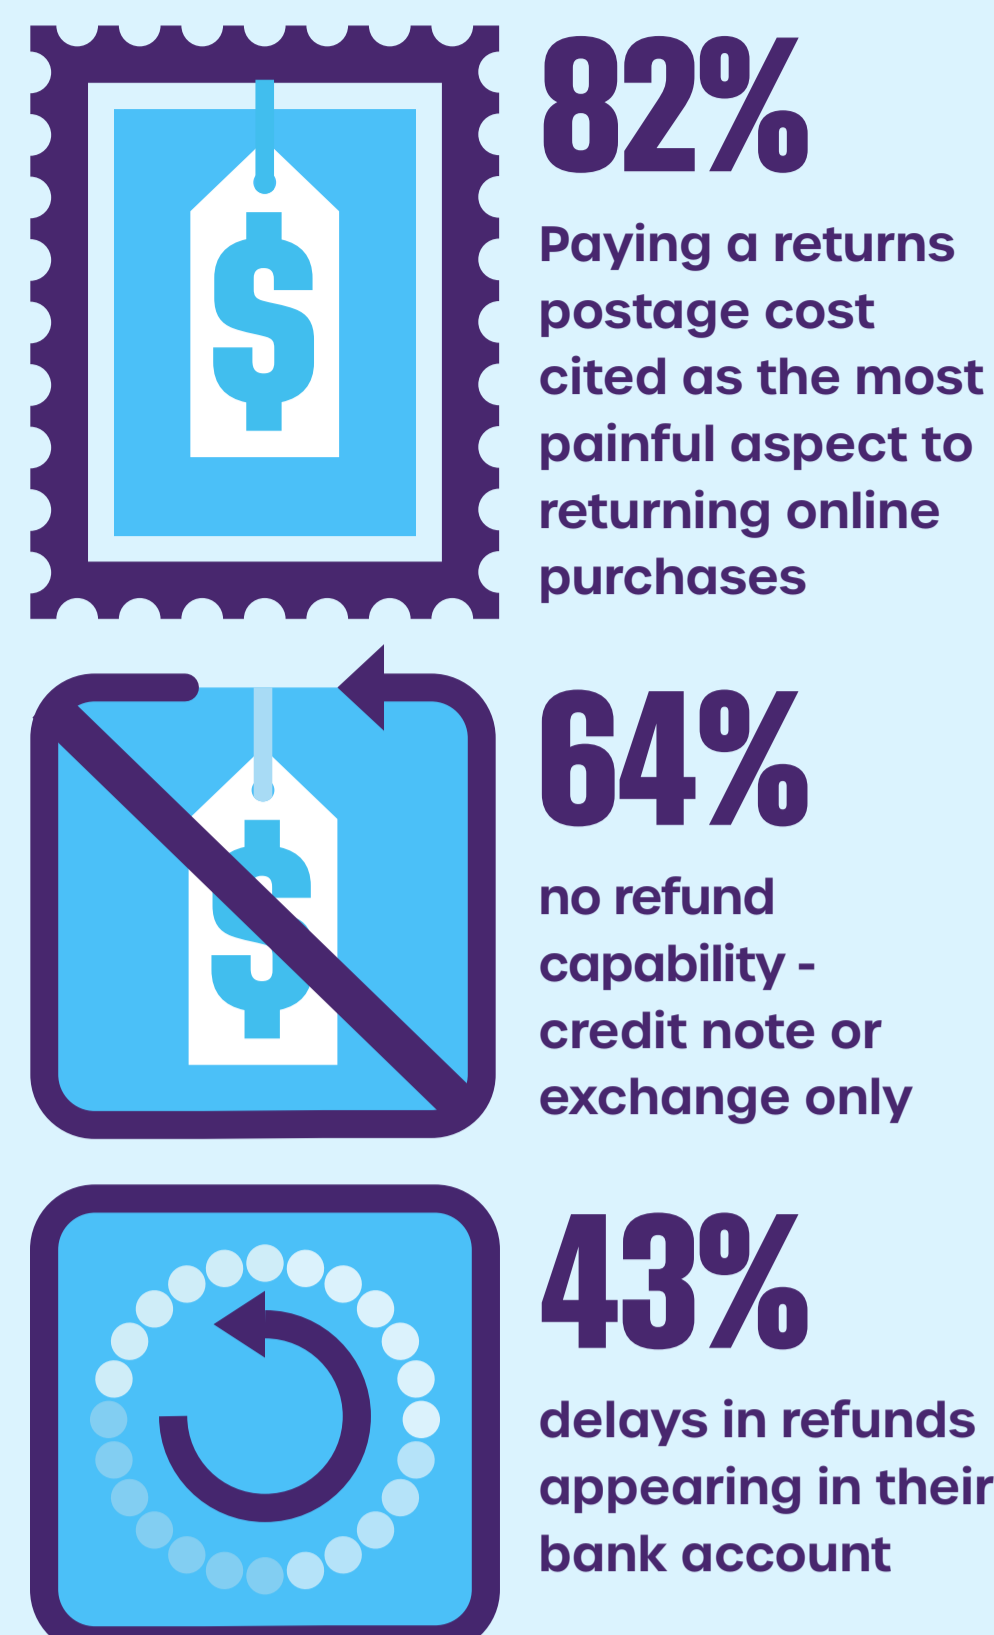 $
82%
Paying a returns
postage cost
cited as the most
painful aspect to
returning online
purchases
$
64%
no refund
capability -
credit note or
exchange only
43%
delays in refunds
appearing in their
bank account